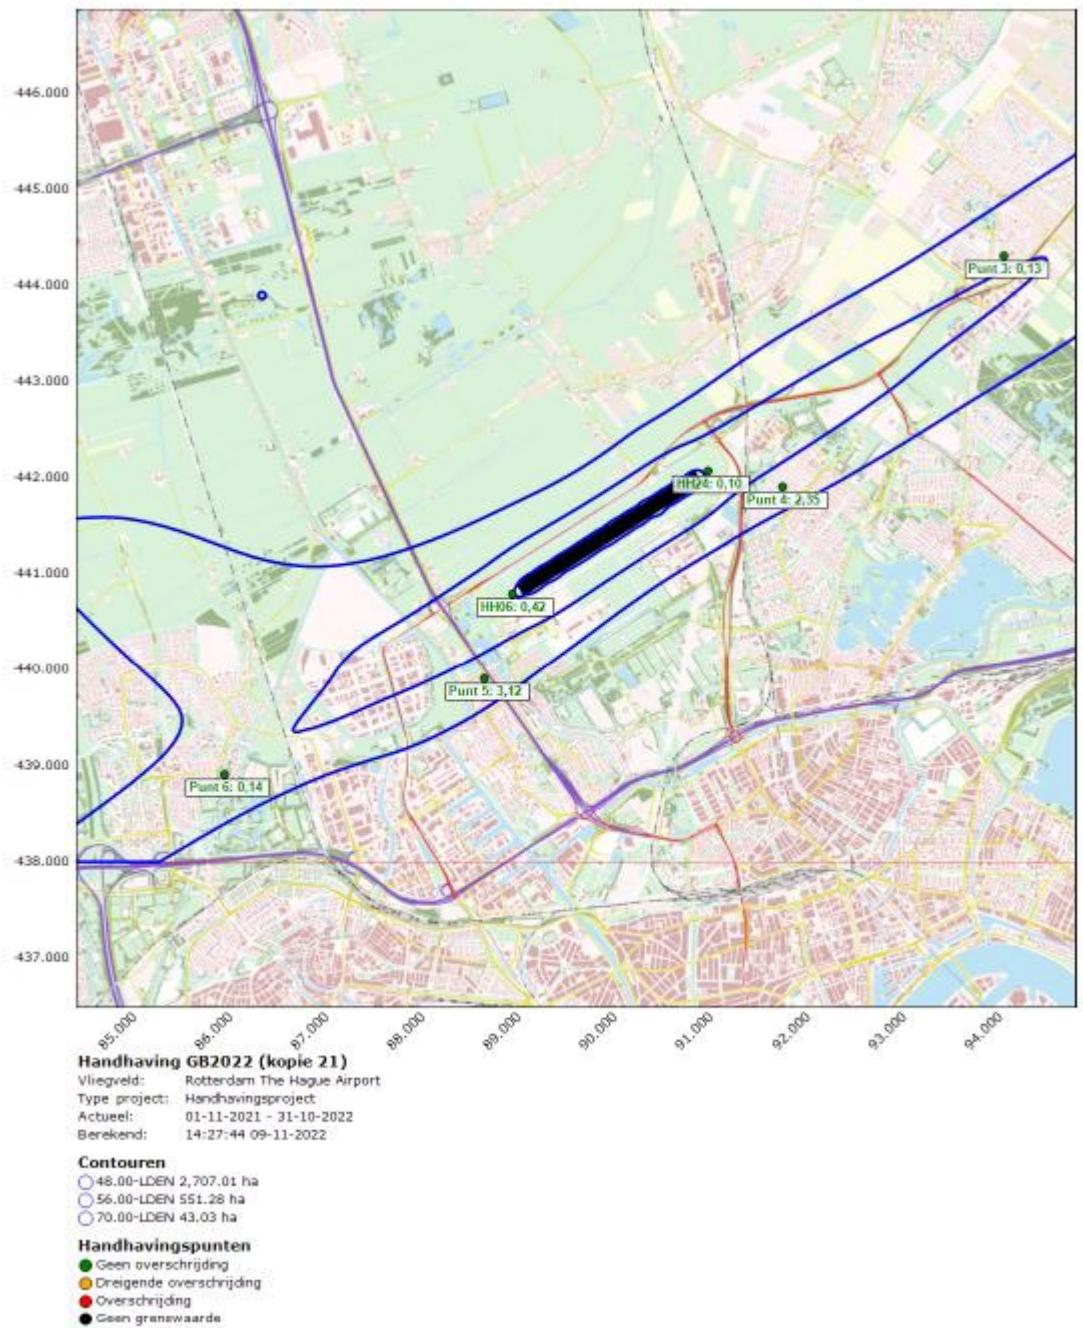 446.000
445.000
444.000
Punt 3: 0,13
443.000
442.000
HH24: 0,10
Punt 4: 2,35
441.000
HH06: 0,42
440.000
Punt 5: 3,12
439.000
Punt 6: 0,14
438.000
437.000
85.000 86.000 87.000 88.000 89.000 90.000 91.000 92.000 93.000 94.000
Handhaving GB2022 (kopie 21)
Vliegveld: Rotterdam The Hague Airport
Type project: Handhavingsproject
Actueel: 01-11-2021 - 31-10-2022
Berekend: 14:27:44 09-11-2022
Contouren
48.00-LDEN 2,707.01 ha
56.00-LDEN 551.28 ha
70.00-LDEN 43.03 ha
Handhavingspunten
Geen overschrijding
Dreigende overschrijding
Overschrijding
Geen grenswaarde